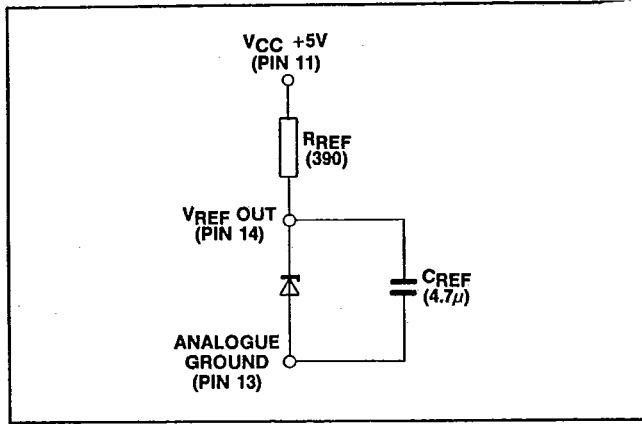 VCC +5V
(PIN 11)
RREF
(390)
VREF OUT
(PIN 14)
CREF
(4.7μ)
ANALOGUE
GROUND
(PIN 13)